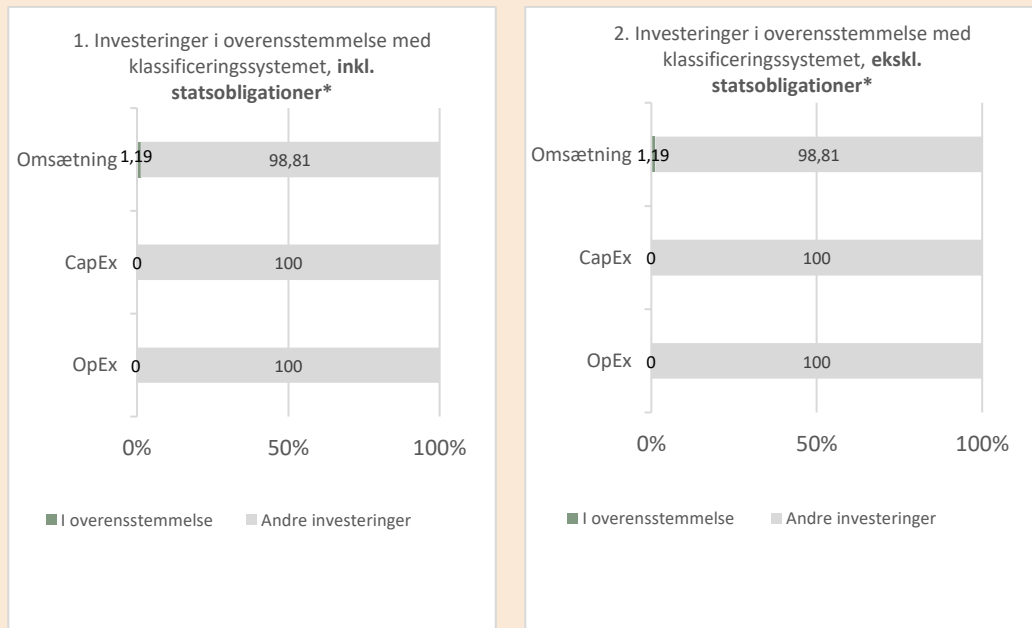 1. Investeringer i overensstemmelse med
klassificeringssystemet, inkl.
statsobligationer*
Omsætning 1,19 98,81
CapEx 0 100
OpEx 0 100
0% 50% 100%
I overensstemmelse Andre investeringer
2. Investeringer i overensstemmelse med
klassificeringssystemet, ekskl.
statsobligationer*
Omsætning 1,19 98,81
CapEx 0 100
OpEx 0 100
0% 50% 100%
I overensstemmelse Andre investeringer